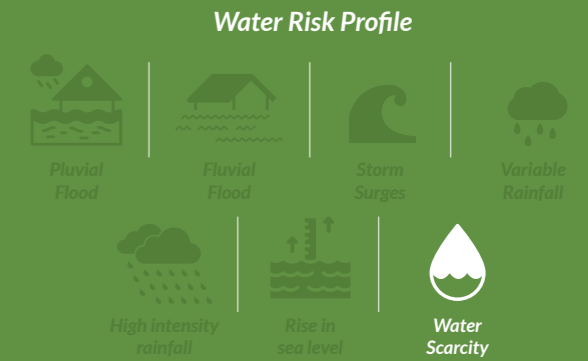 Water Risk Profile
Pluvial
Flood
Fluvial
Flood
Storm
Surges
Variable
Rainfall
High intensity
rainfall
Rise in
sea level
Water
Scarcity